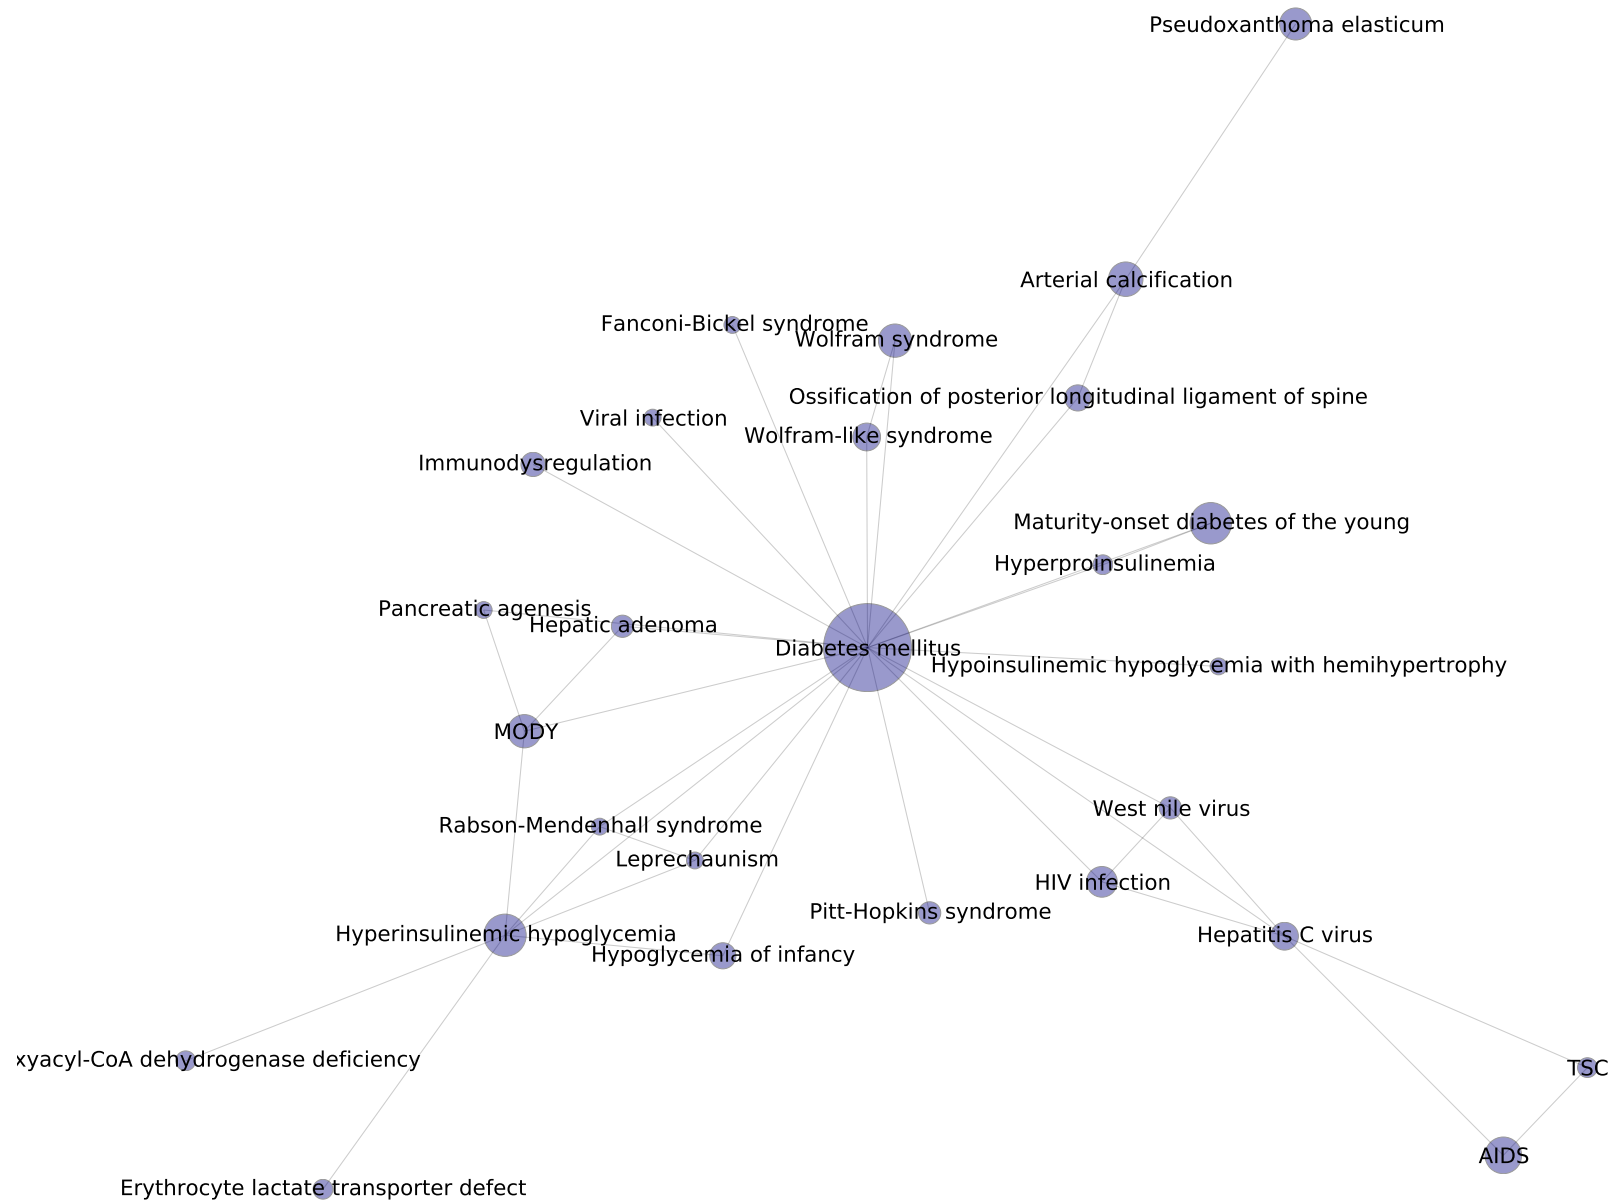 Pseudoxanthoma elasticum
Arterial calcification
Fanconi-Bickel syndrome
Wolfram syndrome
Ossification of posterior longitudinal ligament of spine
Viral infection
Wolfram-like syndrome
Immunodysregulation
Maturity-onset diabetes of the young
Hyperproinsulinemia
Pancreatic agenesis
Hepatic adenoma
Diabetes mellitus
Hypoinsulinemic hypoglycemia with hemihypertrophy
MODY
West nile virus
Rabson-Mendenhall syndrome
Leprechaunism
HIV infection
Pitt-Hopkins syndrome
Hyperinsulinemic hypoglycemia
Hepatitis C virus
Hypoglycemia of infancy
xyacyl-CoA dehydrogenase deficiency
TSC
AIDS
Erythrocyte lactate transporter defect